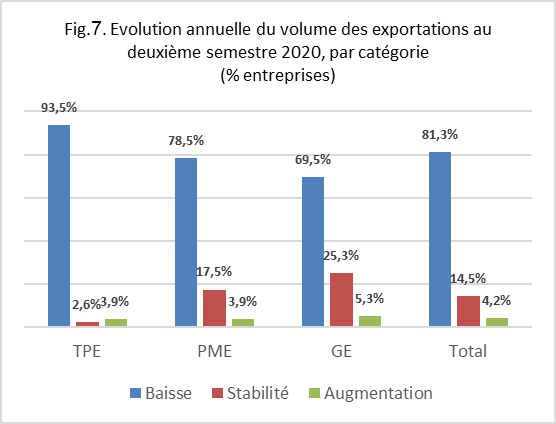 Fig.7. Evolution annuelle du volume des exportations au
deuxième semestre 2020, par catégorie
(% entreprises)
93,5%
2,6%
3,9%
78,5%
17,5%
3,9%
69,5%
25,3%
5,3%
81,3%
14,5%
4,2%
TPE PME GE Total
Baisse Stabilité Augmentation